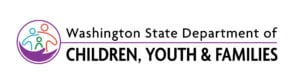 Washington State Department of
CHILDREN, YOUTH & FAMILIES